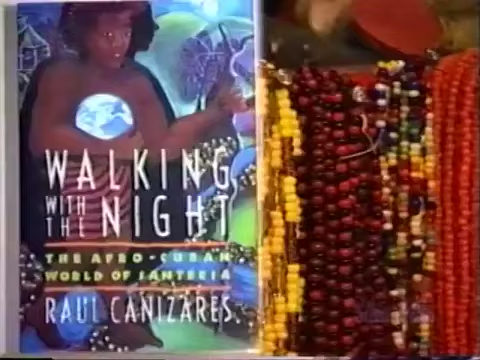 WALKING
WITH
THE NIGHT
THE AFRO-CUBAN
WORLD OF SANTERIA
RAUL CANIZARES